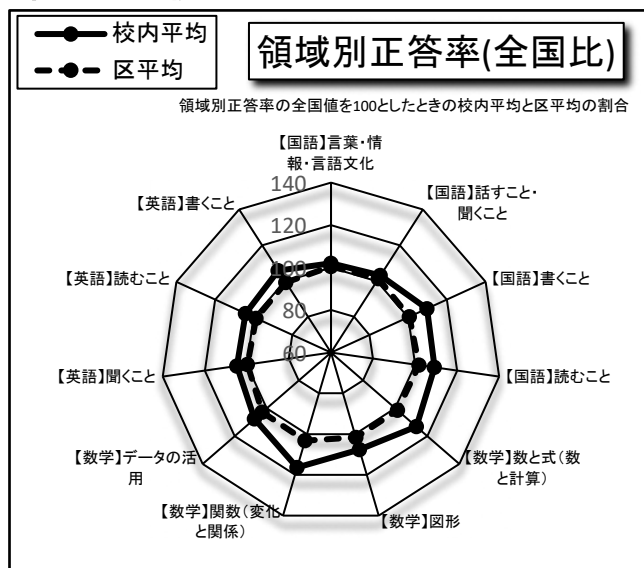 校内平均
区平均
領域別正答率(全国比)
領域別正答率の全国値を100としたときの校内平均と区平均の割合
【国語】言葉・情
報・言語文化
【国語】話すこと・
聞くこと
【国語】書くこと
【国語】読むこと
【数学】数と式(数
と計算)
【数学】図形
【数学】関数(変化
と関係)
【数学】データの活
用
【英語】聞くこと
【英語】読むこと
【英語】書くこと
140
120
100
80
60